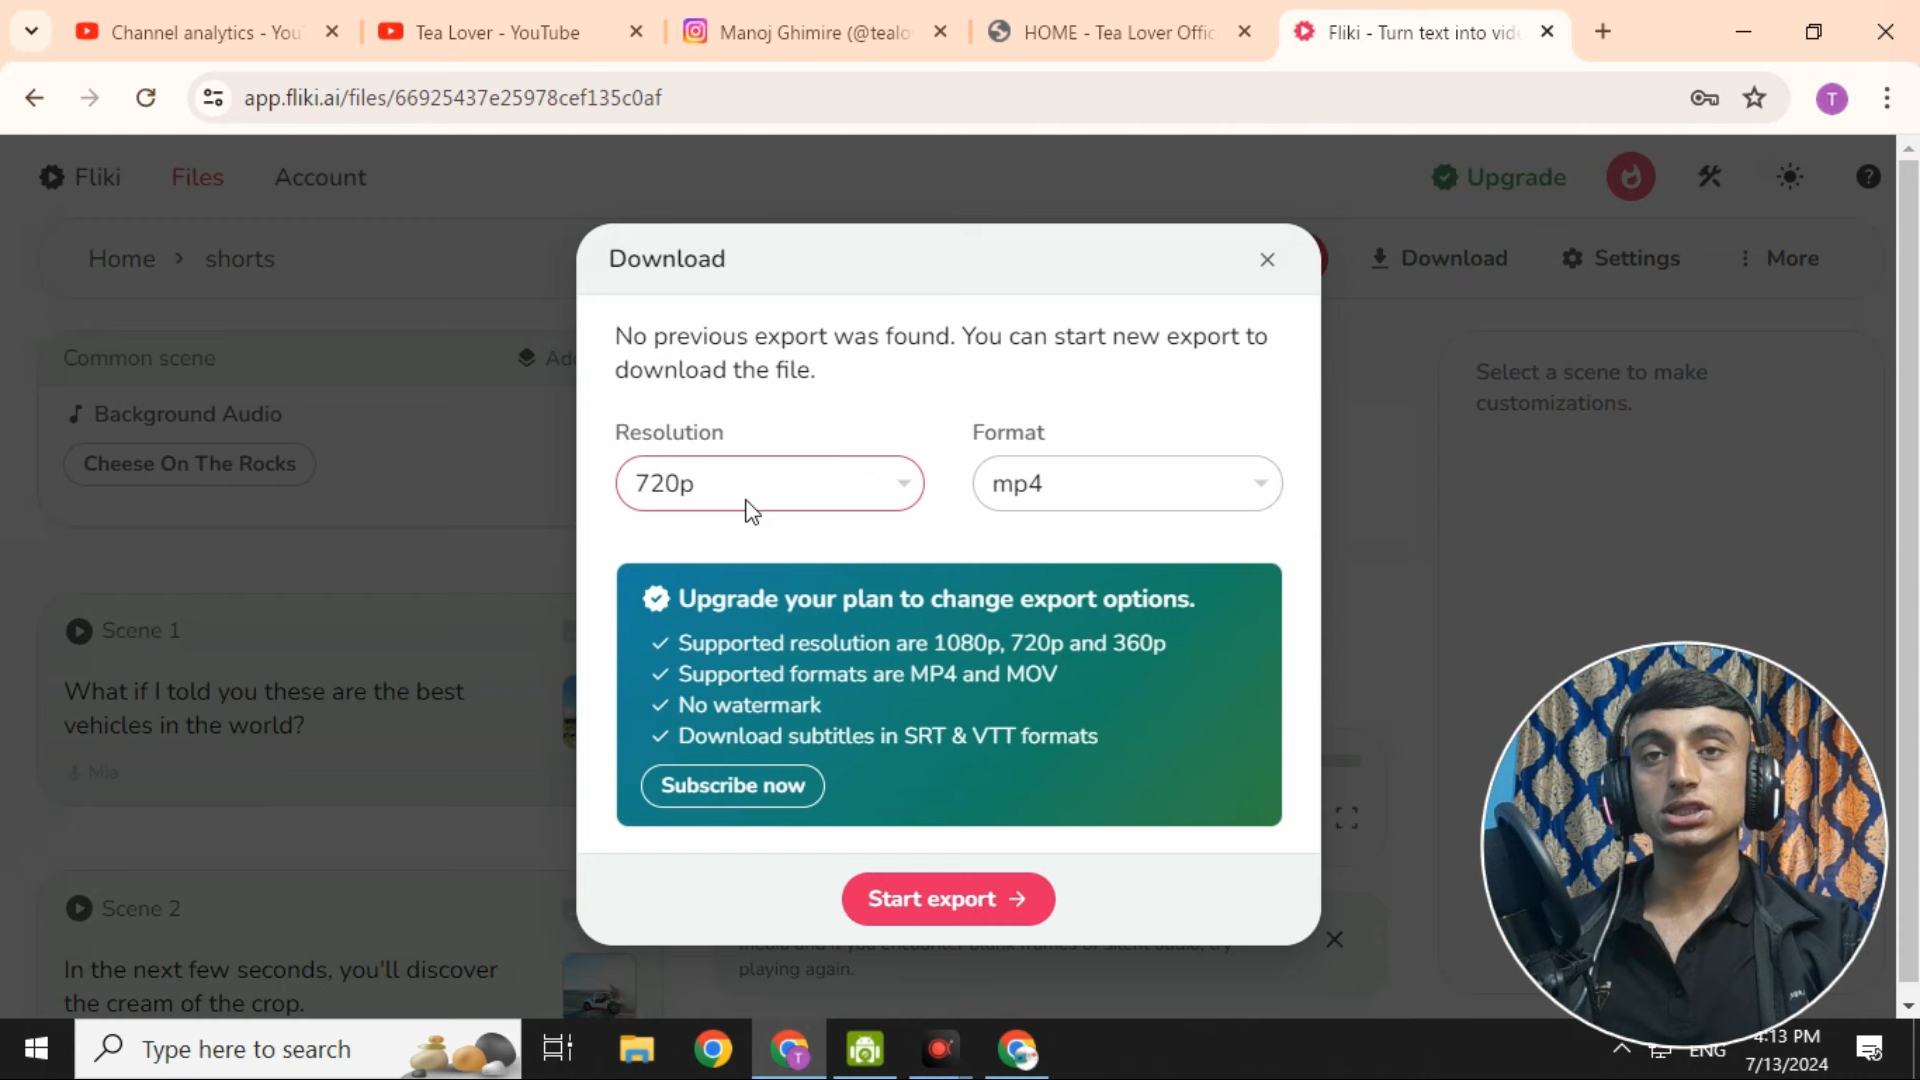 Channel analytics - You
Tea Lover - YouTube
Manoj Ghimire (@tealo
HOME - Tea Lover Offic
Fliki - Turn text into vid
app.fliki.ai/files/66925437e25978cef135c0af
T
Fliki
Files
Account
Upgrade
Home > shorts
Download
Settings
More
Download
No previous export was found. You can start new export to
download the file.
Resolution
Format
720p
mp4
Upgrade your plan to change export options.
Supported resolution are 1080p, 720p and 360p
Supported formats are MP4 and MOV
No watermark
Download subtitles in SRT & VTT formats
Subscribe now
Start export →
Common scene
Background Audio
Cheese On The Rocks
Select a scene to make
customizations.
Scene 1
What if I told you these are the best
vehicles in the world?
Mia
Scene 2
In the next few seconds, you'll discover
the cream of the crop.
playing again.
Type here to search
ENG
4:13 PM
7/13/2024